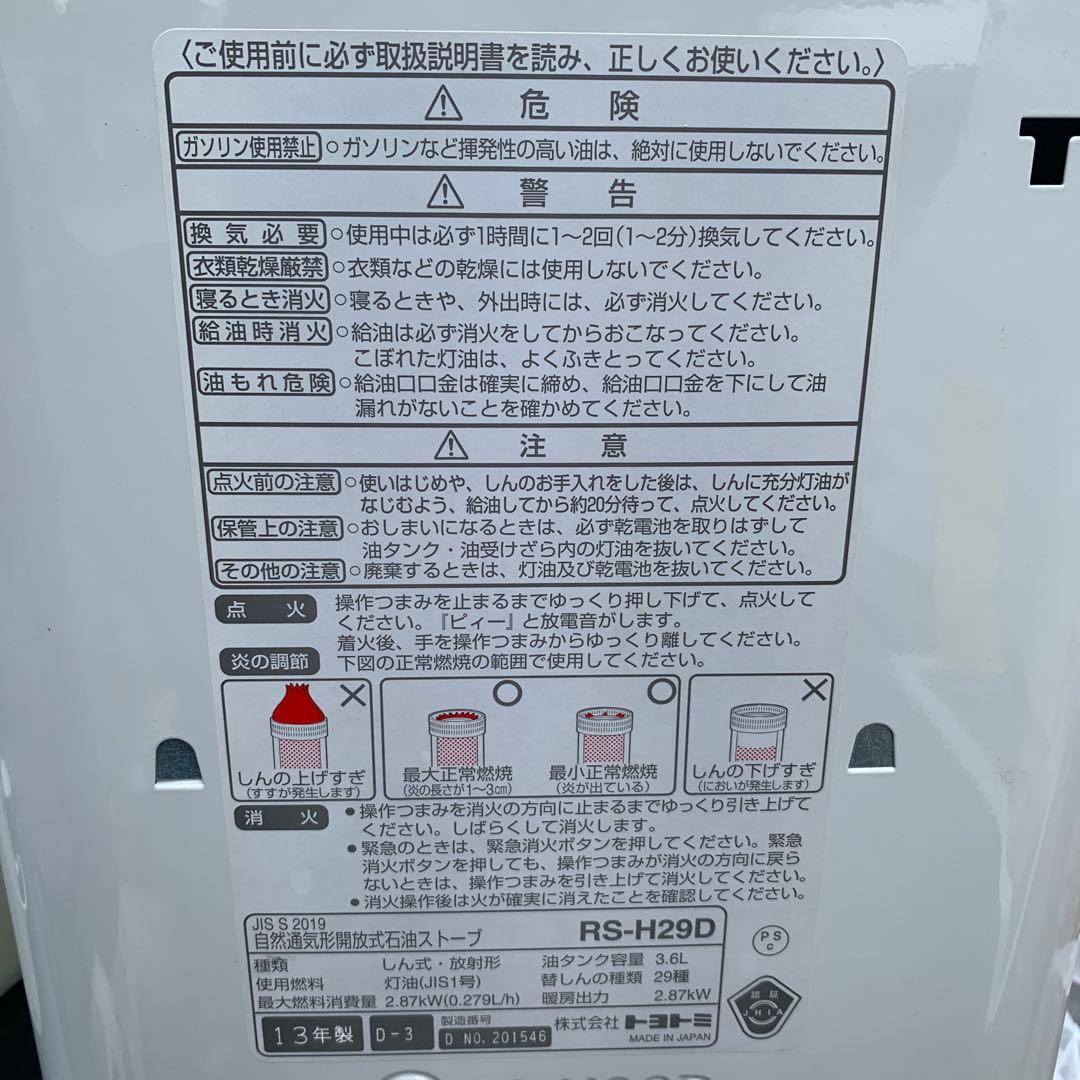 〈ご使用前に必ず取扱説明書を読み、正しくお使いください。〉
危 険
ガソリン使用禁止 ○ガソリンなど揮発性の高い油は、絶対に使用しないでください。
警 告
換気必要 ○使用中は必ず1時間に1〜2回(1〜2分)換気してください。
衣類乾燥厳禁 ○衣類などの乾燥には使用しないでください。
寝るとき消火 ○寝るときや、外出時には、必ず消火してください。
給油時消火 ○給油は必ず消火をしてからおこなってください。
こぼれた灯油は、よくふきとってください。
油もれ危険 ○給油口口金は確実に締め、給油口口金を下にして油
漏れがないことを確かめてください。
注 意
点火前の注意 ○使いはじめや、しんのお手入れをした後は、しんに充分灯油が
なじむよう、給油してから約20分待って、点火してください。
保管上の注意 ○おしまいになるときは、必ず乾電池を取りはずして
油タンク・油受けざら内の灯油を抜いてください。
その他の注意 ○廃棄するときは、灯油及び乾電池を抜いてください。
点 火 操作つまみを止まるまでゆっくり押し下げて、点火して
ください。『ピィー』と放電音がします。
着火後、手を操作つまみからゆっくり離してください。
炎の調節 下図の正常燃焼の範囲で使用してください。
しんの上げすぎ
(すすが発生します)
最大正常燃焼
(炎の長さが1〜3cm)
最小正常燃焼
(炎が出ている)
しんの下げすぎ
(においが発生します)
消 火 ●操作つまみを消火の方向に止まるまでゆっくり引き上げて
ください。しばらくして消火します。
●緊急のときは、緊急消火ボタンを押してください。緊急
消火ボタンを押しても、操作つまみが消火の方向に戻ら
ないときは、操作つまみを引き上げて消火してください。
●消火操作後は火が確実に消えたことを確認してください。
JIS S 2019
自然通気形開放式石油ストーブ RS-H29D
種類 しん式・放射形 油タンク容量 3.6L
使用燃料 灯油(JIS1号) 替しんの種類 29種
最大燃料消費量 2.87kW(0.279L/h) 暖房出力 2.87kW
13年製 D-3 製造番号 D NO.201546 株式会社 トヨトミ
MADE IN JAPAN
PS
C
認証
JHIA
T